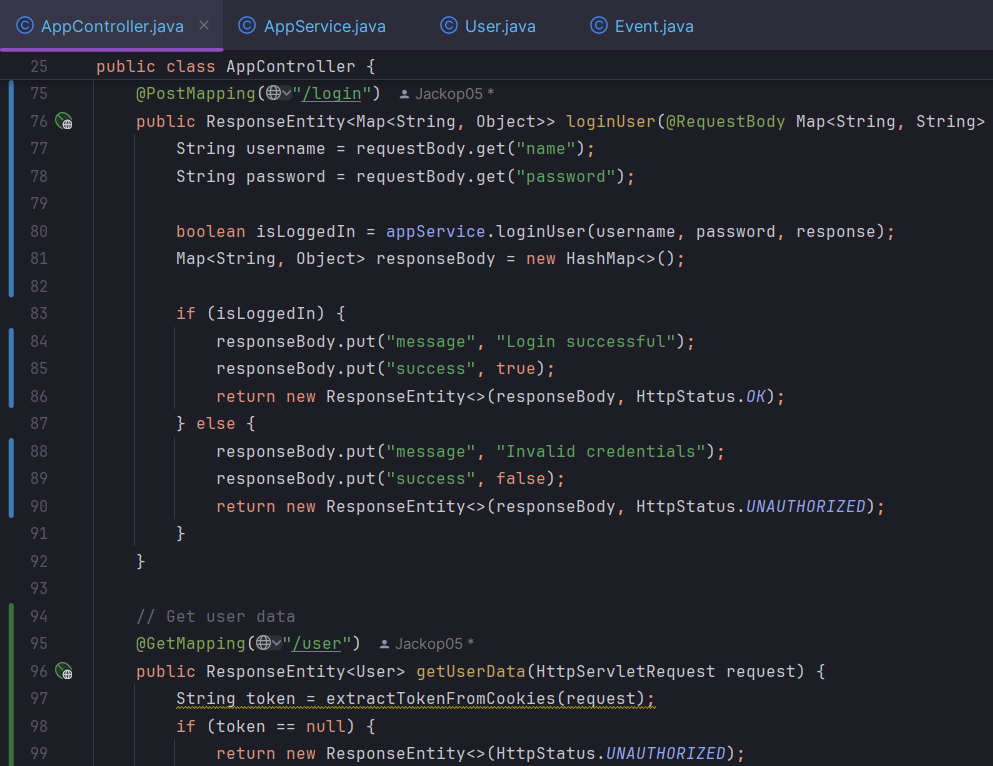 AppController.java AppService.java User.java Event.java
25 public class AppController {
75 @PostMapping("/login") Jackop05 *
76 public ResponseEntity<Map<String, Object>> loginUser(@RequestBody Map<String, String>
77 String username = requestBody.get("name");
78 String password = requestBody.get("password");
79
80 boolean isLoggedIn = appService.loginUser(username, password, response);
81 Map<String, Object> responseBody = new HashMap<>();
82
83 if (isLoggedIn) {
84 responseBody.put("message", "Login successful");
85 responseBody.put("success", true);
86 return new ResponseEntity<>(responseBody, HttpStatus.OK);
87 } else {
88 responseBody.put("message", "Invalid credentials");
89 responseBody.put("success", false);
90 return new ResponseEntity<>(responseBody, HttpStatus.UNAUTHORIZED);
91 }
92 }
93
94 // Get user data
95 @GetMapping("/user") Jackop05 *
96 public ResponseEntity<User> getUserData(HttpServletRequest request) {
97 String token = extractTokenFromCookies(request);
98 if (token == null) {
99 return new ResponseEntity<>(HttpStatus.UNAUTHORIZED);